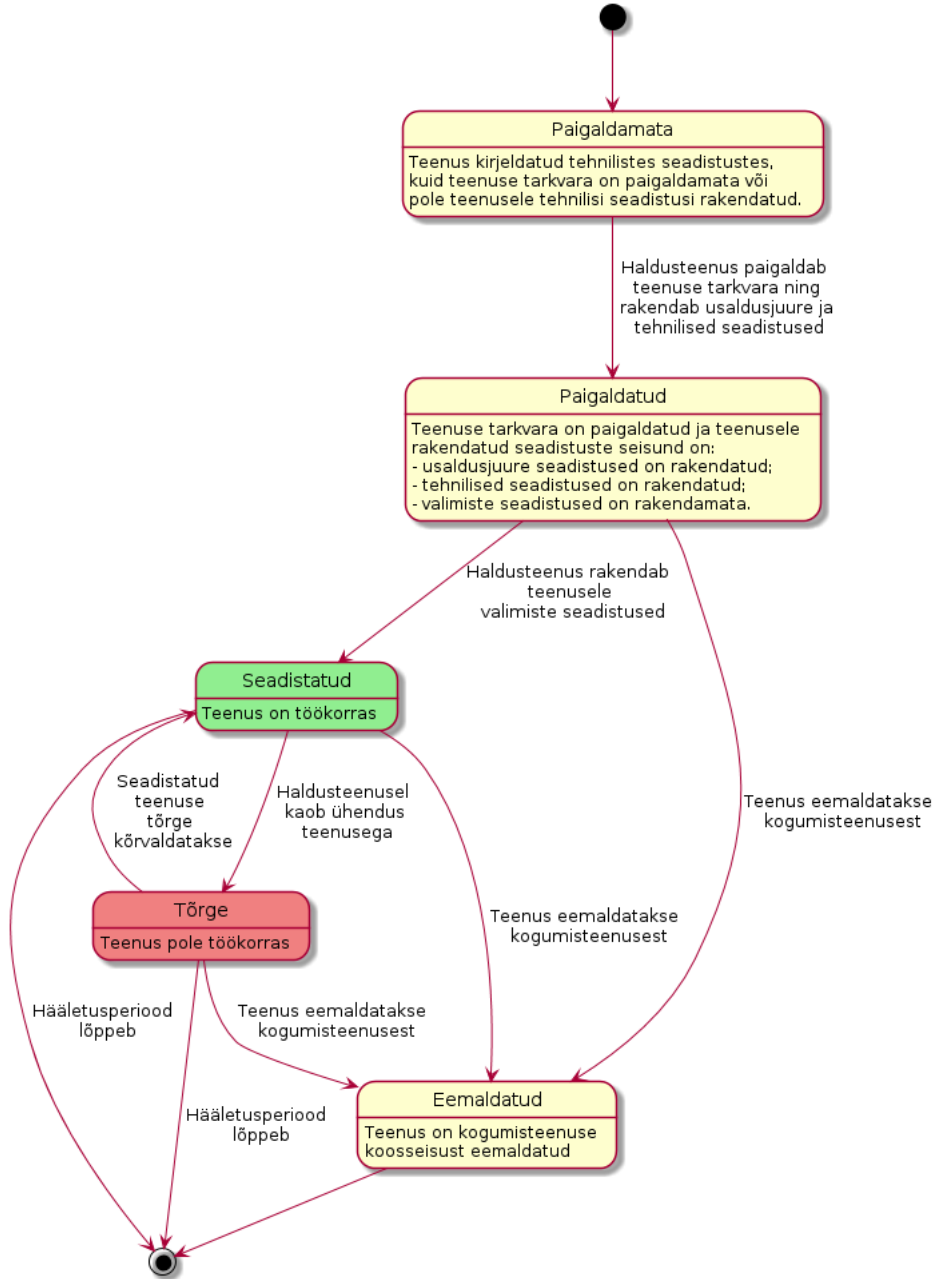 Paigaldamata
Teenus kirjeldatud tehnilistes seadistustes,
kuid teenuse tarkvara on paigaldamata või
pole teenusele tehnilisi seadistusi rakendatud.
Haldusteenus paigaldab
teenuse tarkvara ning
rakendab usaldusjuure ja
tehnilised seadistused
Paigaldatud
Teenuse tarkvara on paigaldatud ja teenusele
rakendatud seadistuste seisund on:
- usaldusjuure seadistused on rakendatud;
- tehnilised seadistused on rakendatud;
- valimiste seadistused on rakendamata.
Haldusteenus rakendab
teenusele
valimiste seadistused
Seadistatud
Teenus on töökorras
Seadistatud
teenuse
tõrge
kõrvaldatakse
Haldusteenusel
kaob ühendus
teenusega
Teenus eemaldatakse
kogumisteenusest
Tõrge
Teenus pole töökorras
Teenus eemaldatakse
kogumisteenusest
Hääletusperiood
lõppeb
Teenus eemaldatakse
kogumisteenusest
Hääletusperiood
lõppeb
Eemaldatud
Teenus on kogumisteenuse
koosseisust eemaldatud